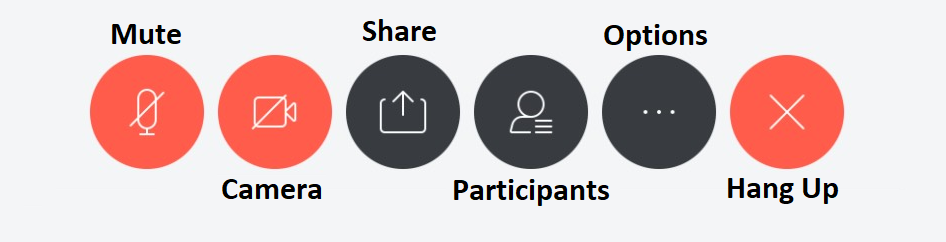 Mute
Camera
Share
Participants
Options
Hang Up